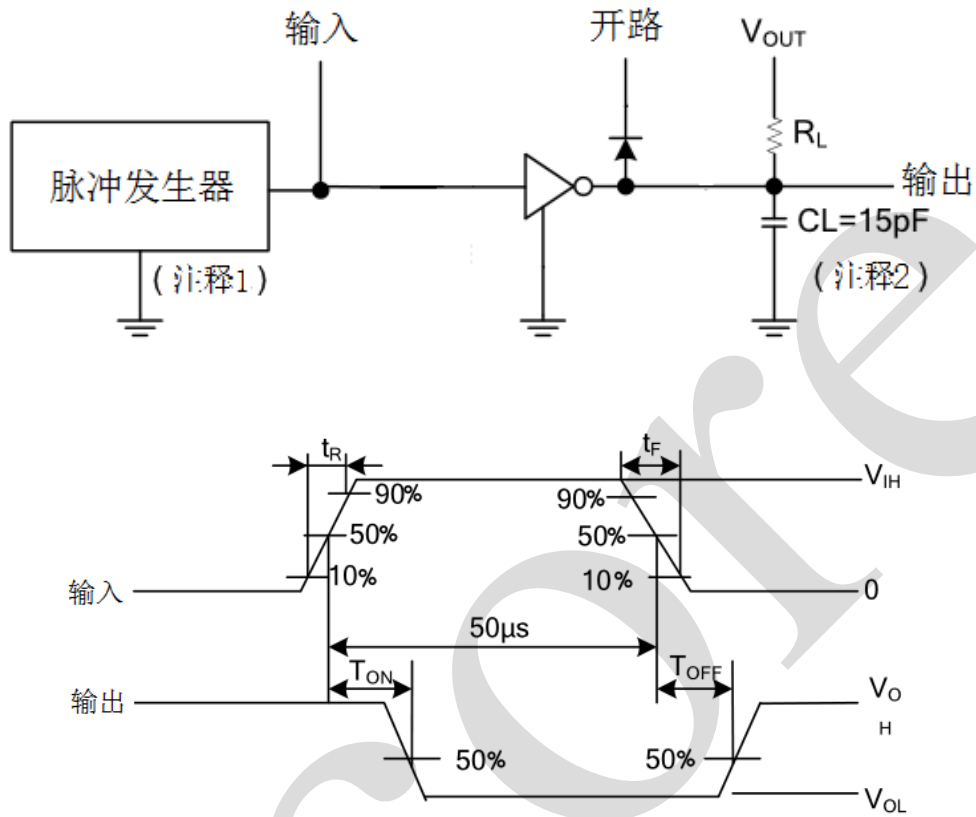 输入
开路
VOUT
脉冲发生器
RL
输出
CL=15pF
(注释1)
(注释2)
tR
tF
VIH
90%
90%
50%
50%
10%
10%
输入
0
50μs
TON
TOFF
输出
VO
H
50%
50%
VOL
ore